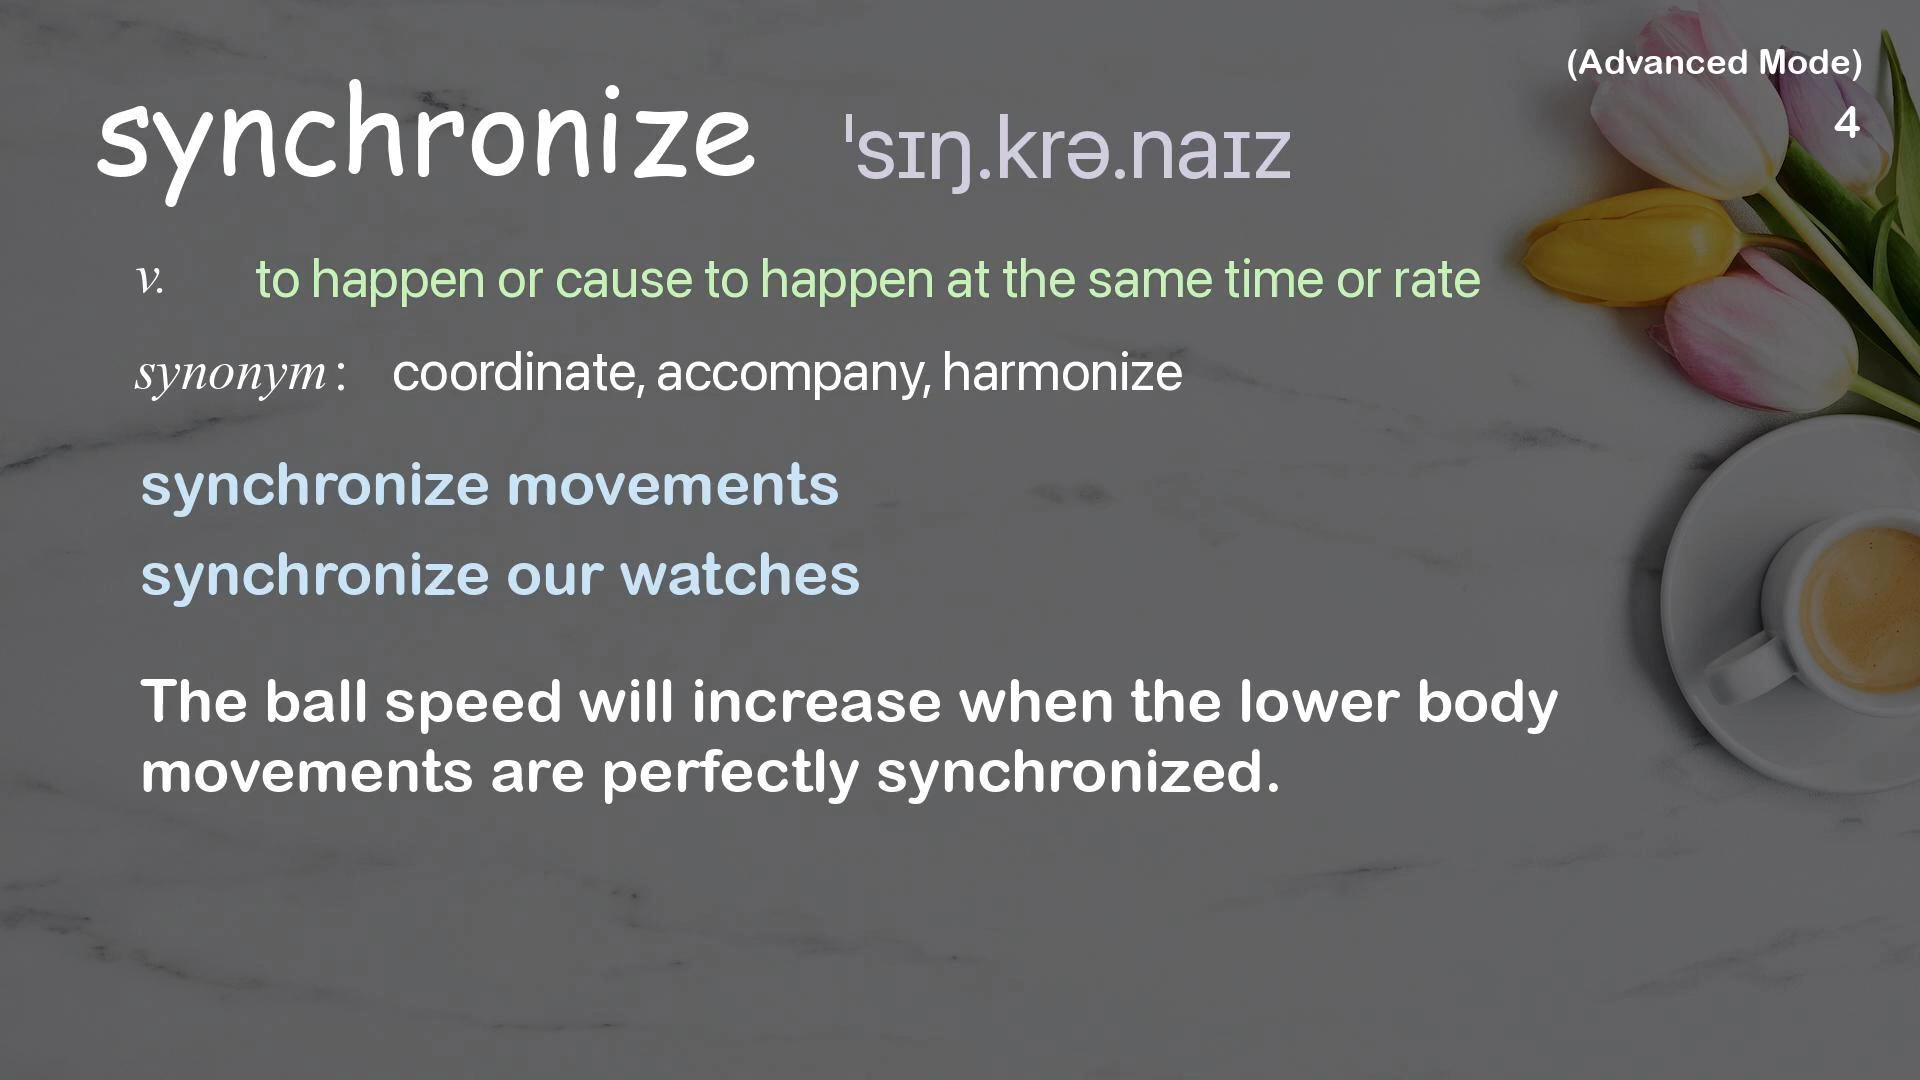 (Advanced Mode)
4
synchronize ˈsɪŋ.krə.naɪz
v. to happen or cause to happen at the same time or rate
synonym : coordinate, accompany, harmonize
synchronize movements
synchronize our watches
The ball speed will increase when the lower body
movements are perfectly synchronized.